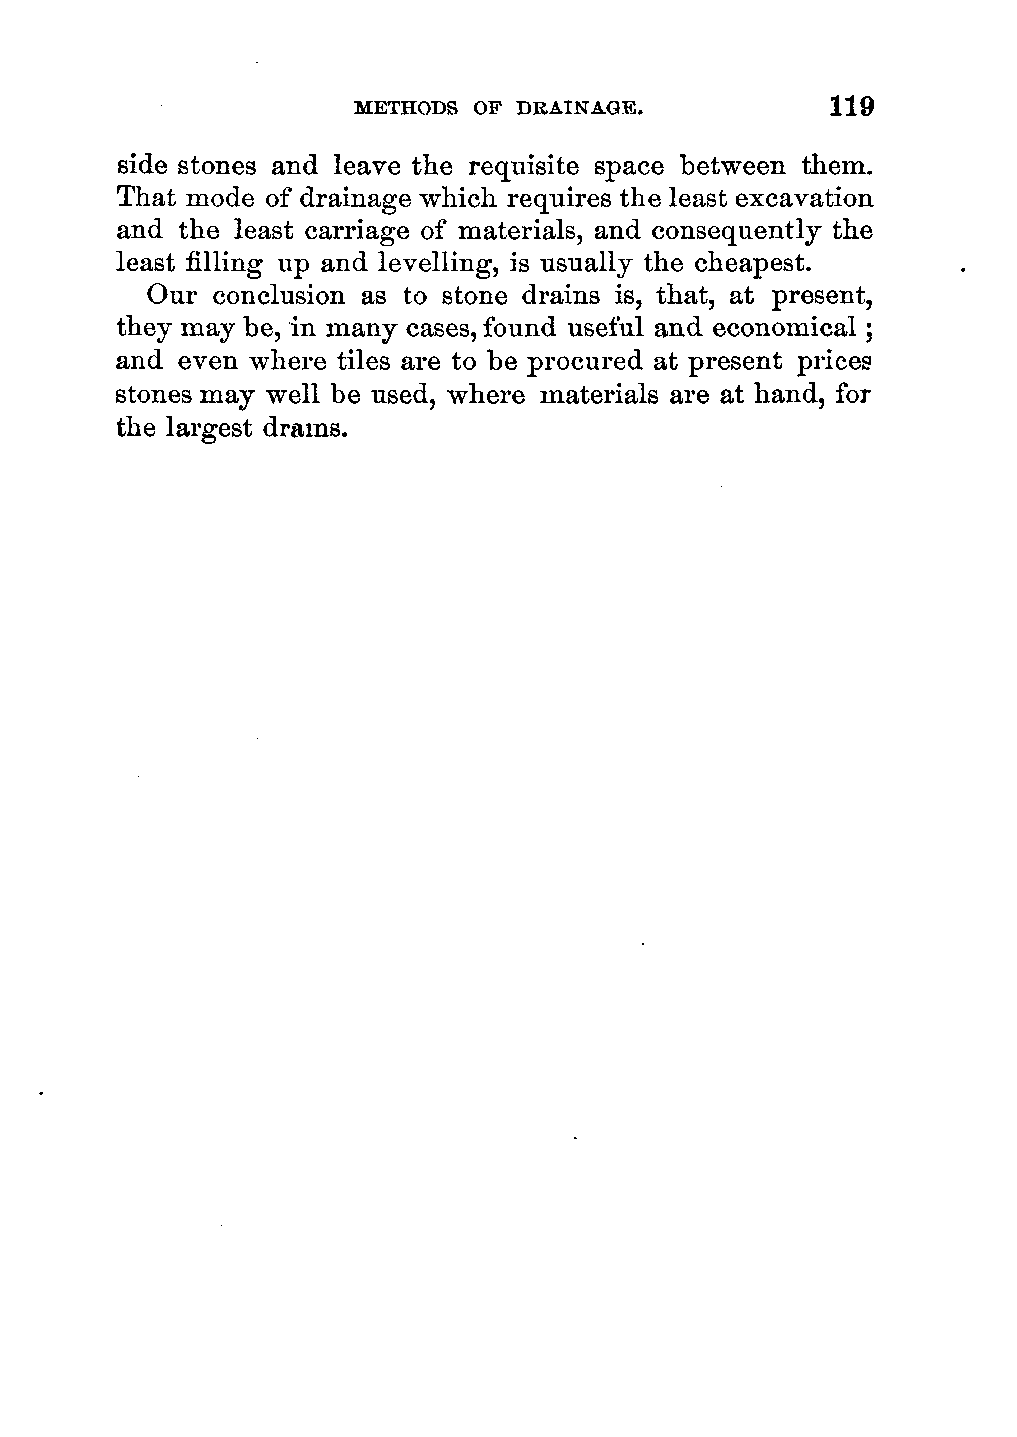 METHODS OF DRAINAGE. 119
side stones and leave the requisite space between them.
That mode of drainage which requires the least excavation
and the least carriage of materials, and consequently the
least filling up and levelling, is usually the cheapest.
Our conclusion as to stone drains is, that, at present,
they may be, in many cases, found useful and economical ;
and even where tiles are to be procured at present prices
stones may well be used, where materials are at hand, for
the largest drains.